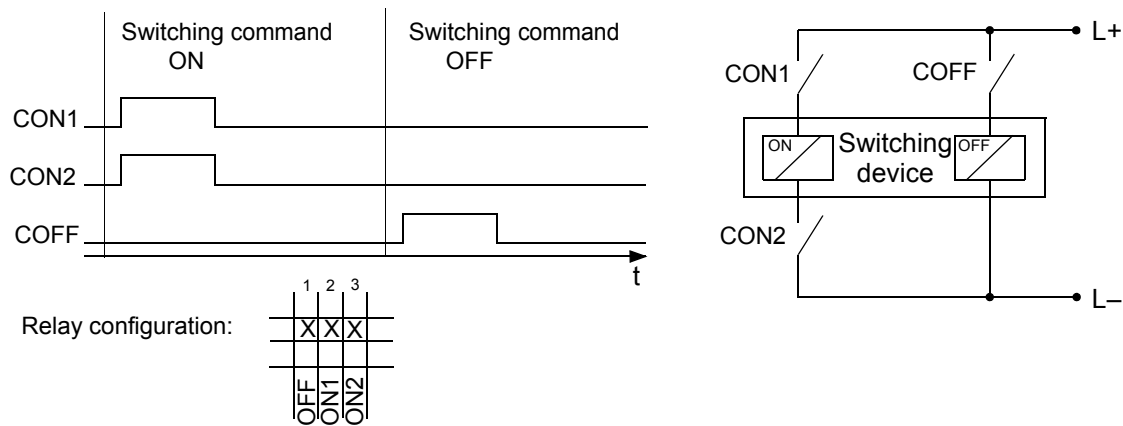 Switching command
ON
Switching command
OFF
CON1
CON2
COFF
t
Relay configuration:
1 2 3
X X X
OFF
ON1
ON2
L+
CON1
COFF
ON
Switching
device
OFF
CON2
L–